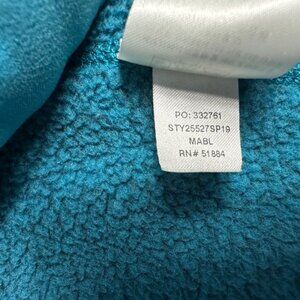 PO: 332761
STY25527SP19
MABL
RN# 51884